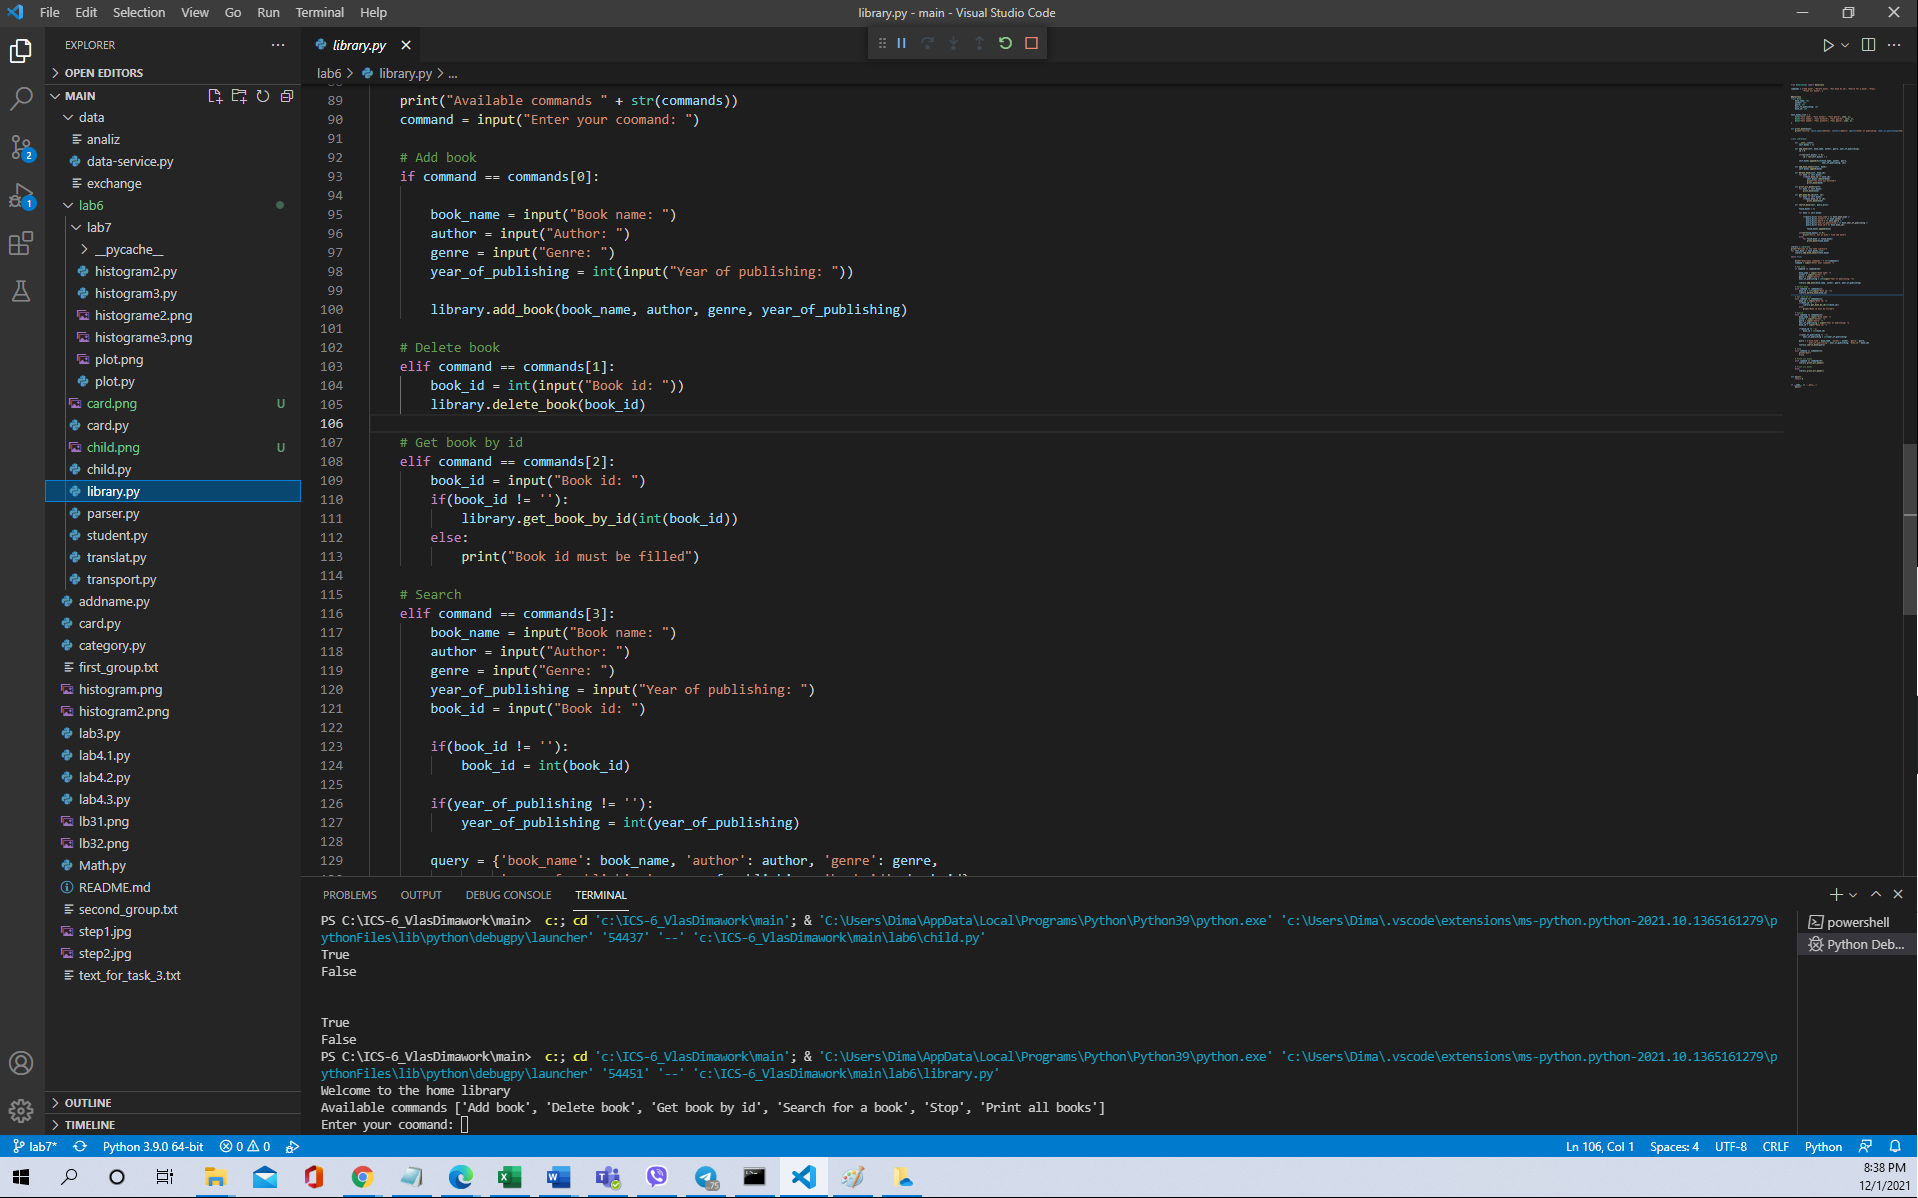 File Edit Selection View Go Run Terminal Help
library.py - main - Visual Studio Code
EXPLORER
library.py
OPEN EDITORS
lab6 > library.py > ...
MAIN
data
analiz
data-service.py
exchange
lab6
lab7
__pycache__
histogram2.py
histogram3.py
histograme2.png
histograme3.png
plot.png
plot.py
card.png U
card.py
child.png U
child.py
library.py
parser.py
student.py
translat.py
transport.py
addname.py
card.py
category.py
first_group.txt
histogram.png
histogram2.png
lab3.py
lab4.1.py
lab4.2.py
lab4.3.py
lb31.png
lb32.png
Math.py
README.md
second_group.txt
step1.jpg
step2.jpg
text_for_task_3.txt
OUTLINE
TIMELINE
2
1
89 print("Available commands " + str(commands))
90 command = input("Enter your coomand: ")
91
92 # Add book
93 if command == commands[0]:
94
95 book_name = input("Book name: ")
96 author = input("Author: ")
97 genre = input("Genre: ")
98 year_of_publishing = int(input("Year of publishing: "))
99
100 library.add_book(book_name, author, genre, year_of_publishing)
101
102 # Delete book
103 elif command == commands[1]:
104 book_id = int(input("Book id: "))
105 library.delete_book(book_id)
106
107 # Get book by id
108 elif command == commands[2]:
109 book_id = input("Book id: ")
110 if(book_id != ''):
111 library.get_book_by_id(int(book_id))
112 else:
113 print("Book id must be filled")
114
115 # Search
116 elif command == commands[3]:
117 book_name = input("Book name: ")
118 author = input("Author: ")
119 genre = input("Genre: ")
120 year_of_publishing = input("Year of publishing: ")
121 book_id = input("Book id: ")
122
123 if(book_id != ''):
124 book_id = int(book_id)
125
126 if(year_of_publishing != ''):
127 year_of_publishing = int(year_of_publishing)
128
129 query = {'book_name': book_name, 'author': author, 'genre': genre,
PROBLEMS OUTPUT DEBUG CONSOLE TERMINAL
PS C:\ICS-6_VlasDimawork\main> c:; cd 'c:\ICS-6_VlasDimawork\main'; & 'C:\Users\Dima\AppData\Local\Programs\Python\Python39\python.exe' 'c:\Users\Dima\.vscode\extensions\ms-python.python-2021.10.1365161279\p
ythonFiles\lib\python\debugpy\launcher' '54437' '--' 'c:\ICS-6_VlasDimawork\main\lab6\child.py'
True
False
True
False
PS C:\ICS-6_VlasDimawork\main> c:; cd 'c:\ICS-6_VlasDimawork\main'; & 'C:\Users\Dima\AppData\Local\Programs\Python\Python39\python.exe' 'c:\Users\Dima\.vscode\extensions\ms-python.python-2021.10.1365161279\p
ythonFiles\lib\python\debugpy\launcher' '54451' '--' 'c:\ICS-6_VlasDimawork\main\lab6\library.py'
Welcome to the home library
Available commands ['Add book', 'Delete book', 'Get book by id', 'Search for a book', 'Stop', 'Print all books']
Enter your coomand:
powershell
Python Deb...
lab7* Python 3.9.0 64-bit 0 0
Ln 106, Col 1 Spaces: 4 UTF-8 CRLF Python
8:38 PM
12/1/2021